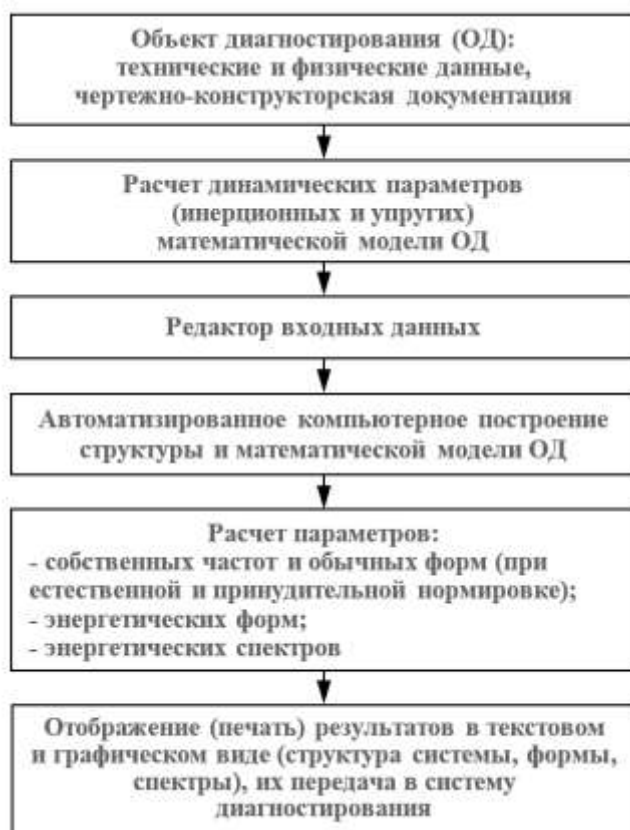 Объект диагностирования (ОД):
технические и физические данные,
чертежно-конструкторская документация
Расчет динамических параметров
(инерционных и упругих)
математической модели ОД
Редактор входных данных
Автоматизированное компьютерное построение
структуры и математической модели ОД
Расчет параметров:
- собственных частот и обычных форм (при
естественной и принудительной нормировке);
- энергетических форм;
- энергетических спектров
Отображение (печать) результатов в текстовом
и графическом виде (структура системы, формы,
спектры), их передача в систему
диагностирования